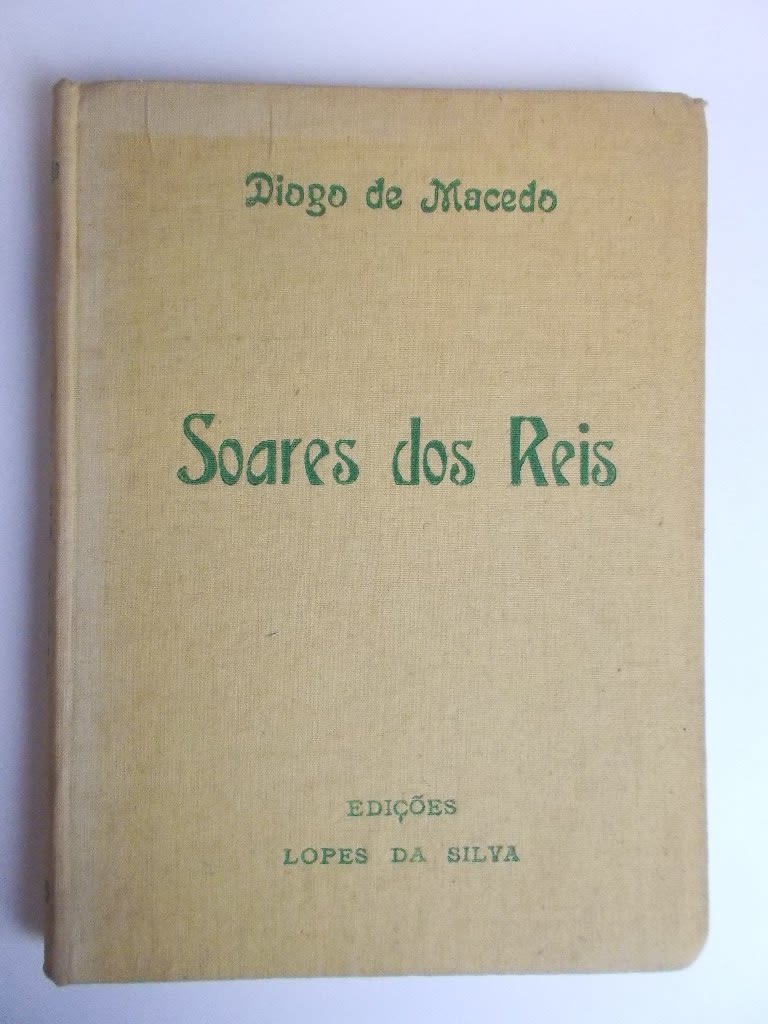 Diogo de Macedo
Soares dos Reis
EDIÇÕES
LOPES DA SILVA